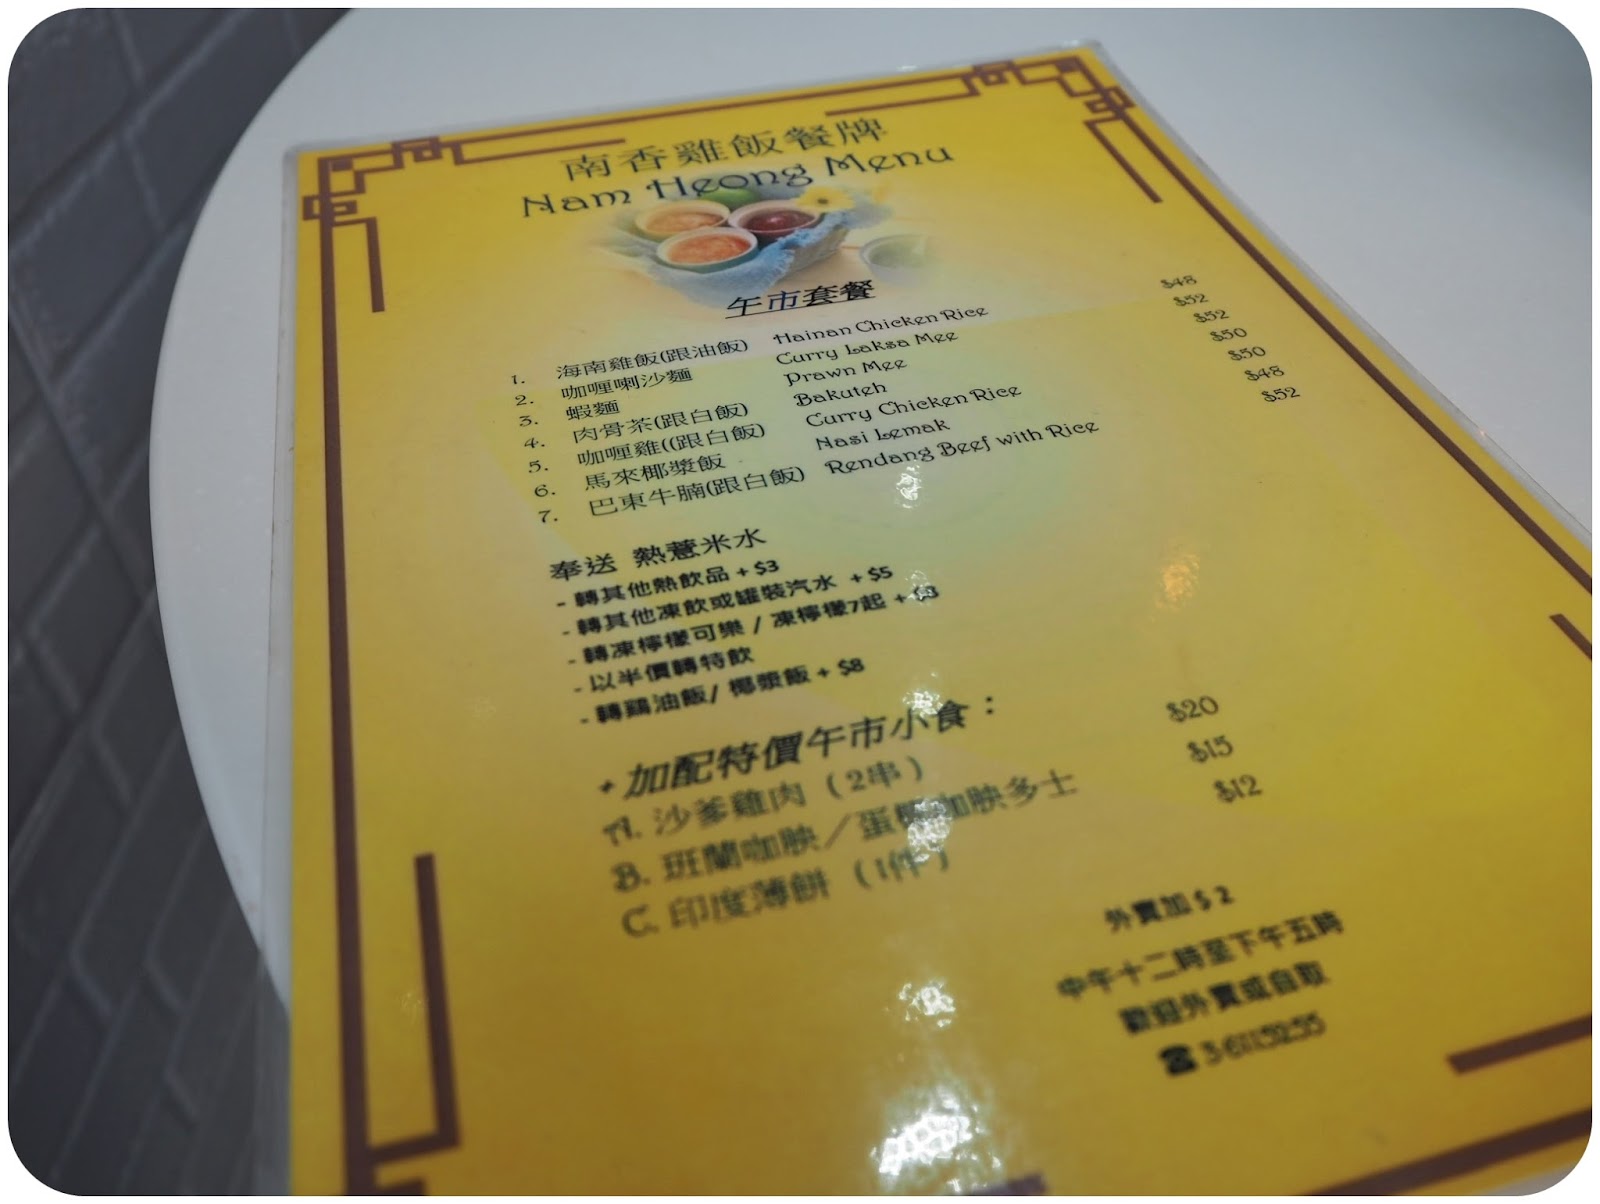 南香雞飯餐牌
Nam Heong Menu
午市套餐
1. 海南雞飯(跟油飯) Hainan Chicken Rice $48
2. 咖喱喇沙麵 Curry Laksa Mee $52
3. 蝦麵 Prawn Mee $52
4. 肉骨茶(跟白飯) Bakuteh $50
5. 咖喱雞((跟白飯) Curry Chicken Rice $50
6. 馬來椰漿飯 Nasi Lemak $48
7. 巴東牛腩(跟白飯) Rendang Beef with Rice $52
奉送 熱薏米水
- 轉其他熱飲品 + $3
- 轉其他凍飲或罐裝汽水 + $5
- 轉凍檸檬可樂 / 凍檸檬7起 + $8
- 以半價轉特飲
- 轉鷄油飯/ 椰漿飯 + $8
+ 加配特價午市小食：
A. 沙爹雞肉（2串） $20
B. 班蘭咖胦／蛋 咖胦多士 $15
C. 印度薄餅（1件） $12
外賣加 $ 2
中午十二時至下午五時
歡迎外賣或自取
☎ 3-6113255